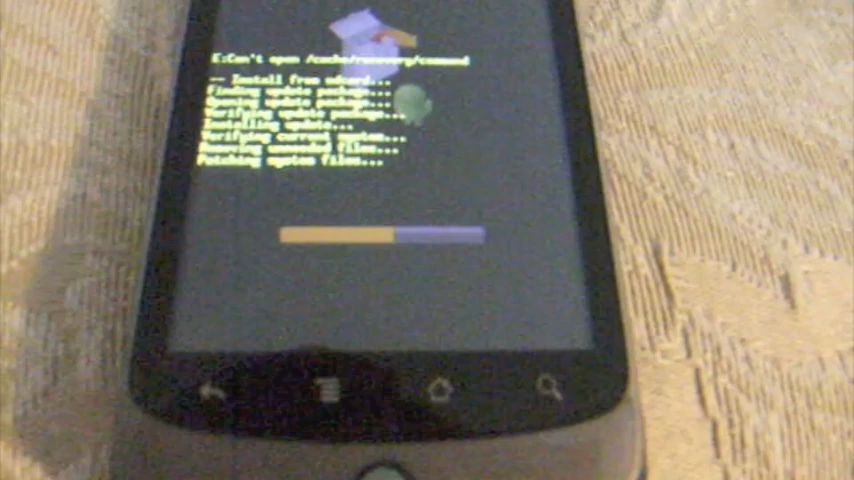 E:Can't open /cache/recovery/command
-- Install from sdcard...
Finding update package...
Opening update package...
Verifying update package...
Installing update...
Verifying current system...
Removing unneeded files...
Patching system files...